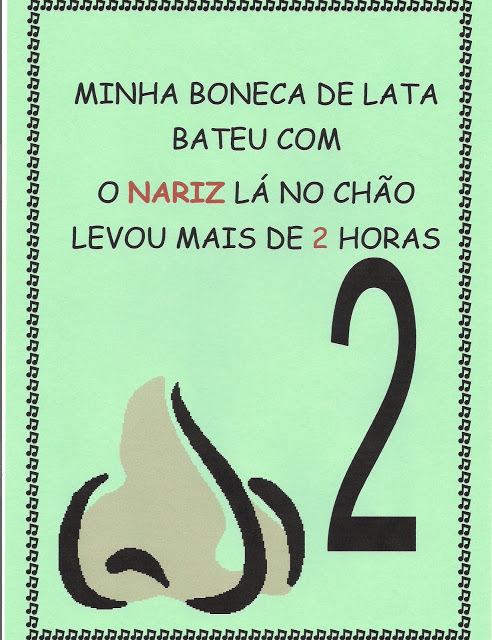 MINHA BONECA DE LATA
BATEU COM
O NARIZ LÁ NO CHÃO
LEVOU MAIS DE 2 HORAS
2